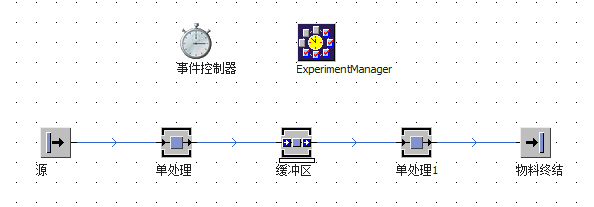 事件控制器
ExperimentManager
源
单处理
缓冲区
单处理1
物料终结